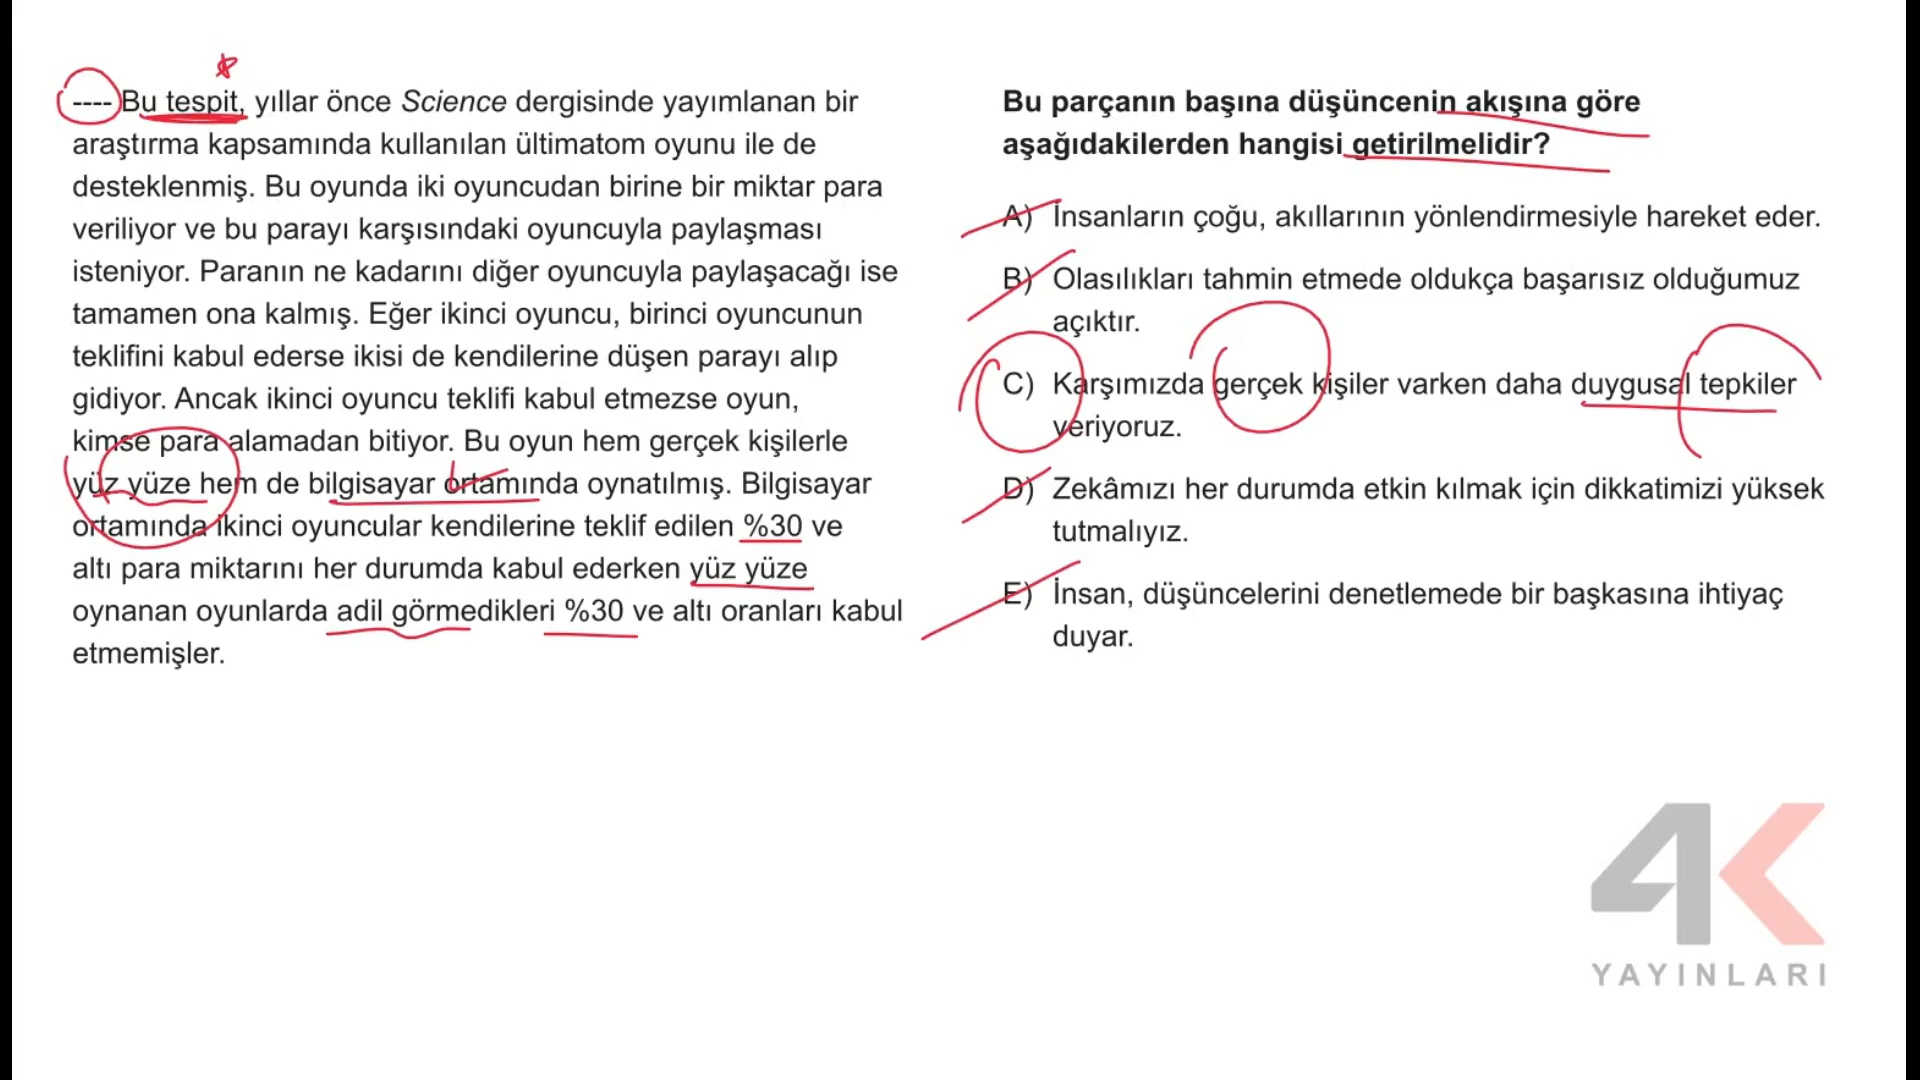 ---- Bu tespit, yıllar önce Science dergisinde yayımlanan bir
araştırma kapsamında kullanılan ültimatom oyunu ile de
desteklenmiş. Bu oyunda iki oyuncudan birine bir miktar para
veriliyor ve bu parayı karşısındaki oyuncuyla paylaşması
isteniyor. Paranın ne kadarını diğer oyuncuyla paylaşacağı ise
tamamen ona kalmış. Eğer ikinci oyuncu, birinci oyuncunun
teklifini kabul ederse ikisi de kendilerine düşen parayı alıp
gidiyor. Ancak ikinci oyuncu teklifi kabul etmezse oyun,
kimse para alamadan bitiyor. Bu oyun hem gerçek kişilerle
yüz yüze hem de bilgisayar ortamında oynatılmış. Bilgisayar
ortamında ikinci oyuncular kendilerine teklif edilen %30 ve
altı para miktarını her durumda kabul ederken yüz yüze
oynanan oyunlarda adil görmedikleri %30 ve altı oranları kabul
etmemişler.
Bu parçanın başına düşüncenin akışına göre
aşağıdakilerden hangisi getirilmelidir?
A) İnsanların çoğu, akıllarının yönlendirmesiyle hareket eder.
B) Olasılıkları tahmin etmede oldukça başarısız olduğumuz
açıktır.
C) Karşımızda gerçek kişiler varken daha duygusal tepkiler
veriyoruz.
D) Zekâmızı her durumda etkin kılmak için dikkatimizi yüksek
tutmalıyız.
E) İnsan, düşüncelerini denetlemede bir başkasına ihtiyaç
duyar.
4K
YAYINLARI